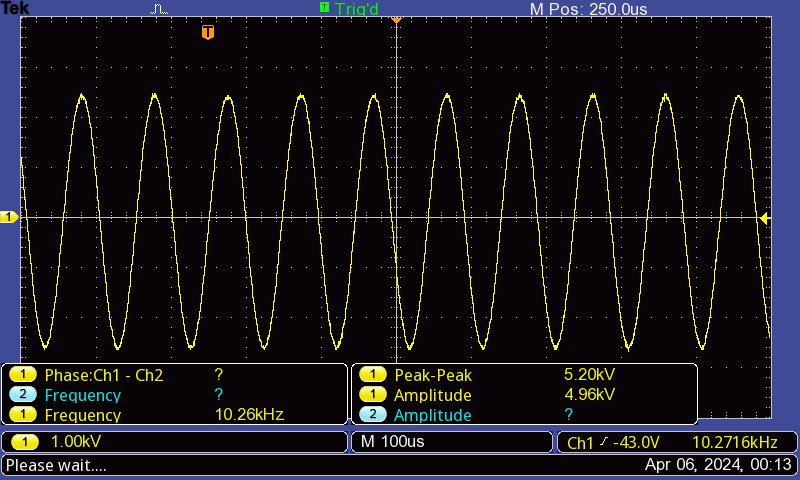 Tek T Trig'd M Pos: 250.0us
T
1
1 Phase:Ch1 - Ch2 ?
2 Frequency ?
1 Frequency 10.26kHz
1 Peak-Peak 5.20kV
1 Amplitude 4.96kV
2 Amplitude ?
1 1.00kV M 100us Ch1 -43.0V 10.2716kHz
Please wait.... Apr 06, 2024, 00:13